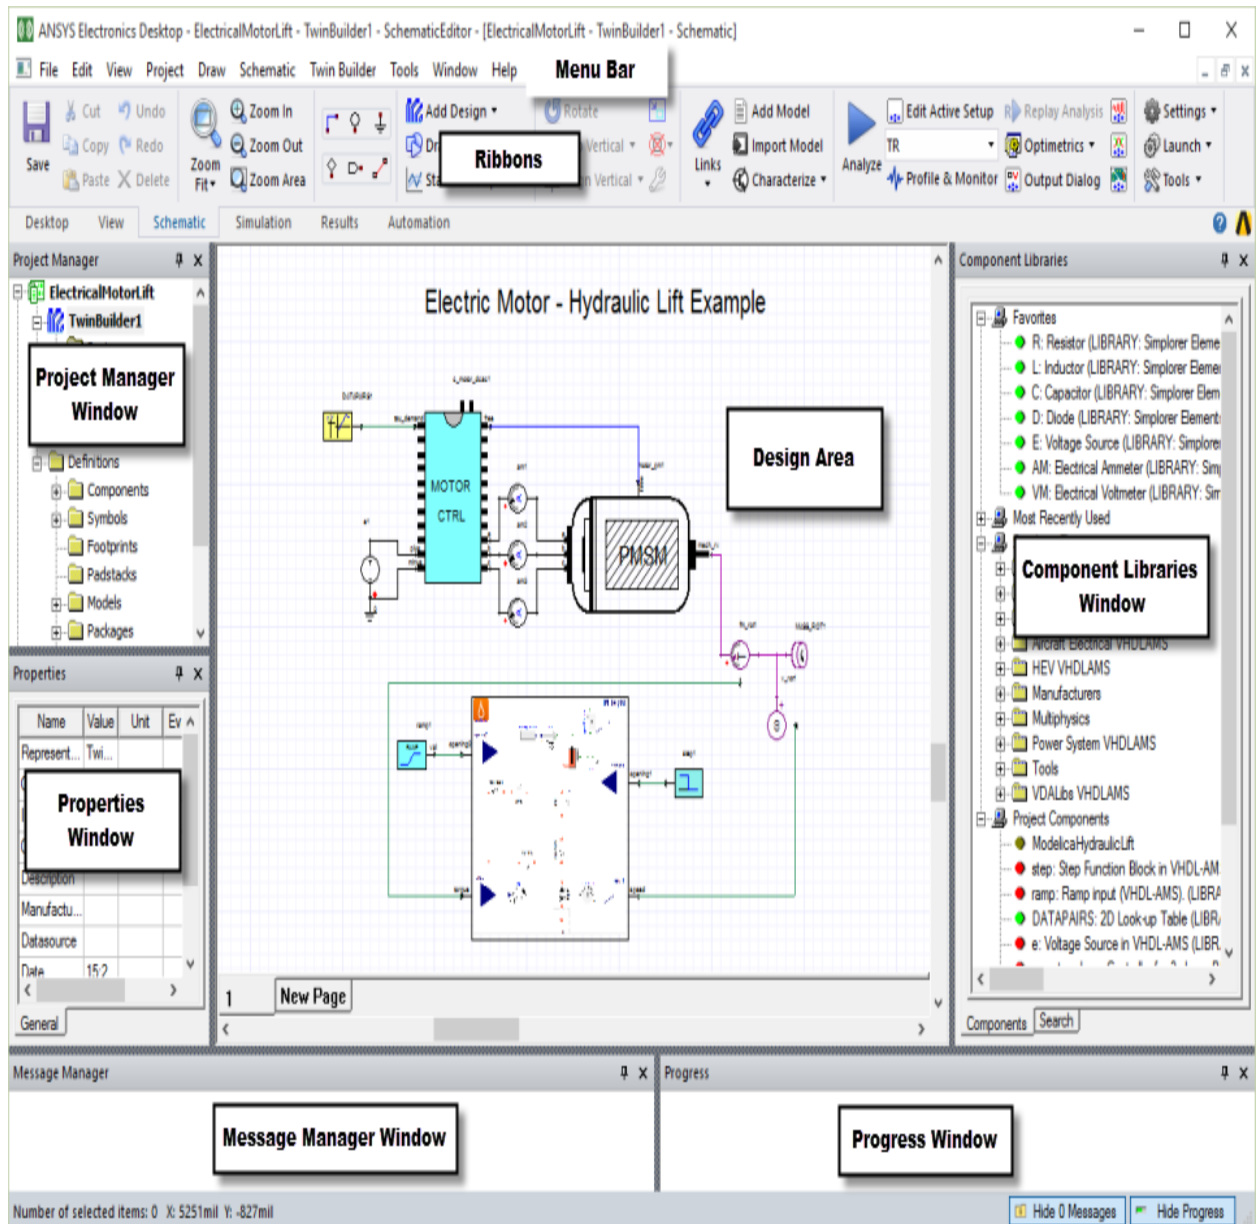 ANSYS Electronics Desktop - ElectricalMotorLift - TwinBuilder1 - SchematicEditor - [ElectricalMotorLift - TwinBuilder1 - Schematic]
File Edit View Project Draw Schematic Twin Builder Tools Window Help
Menu Bar
Save
Cut Undo
Copy Redo
Paste Delete
Zoom Fit
Zoom In
Zoom Out
Zoom Area
Add Design
Ribbons
Rotate
Vertical
Vertical
Links
Add Model
Import Model
Characterize
Analyze
Edit Active Setup
TR
Profile & Monitor
Replay Analysis
Optimetrics
Output Dialog
Settings
Launch
Tools
Desktop View Schematic Simulation Results Automation
Project Manager
ElectricalMotorLift
TwinBuilder1
Project Manager
Window
Definitions
Components
Symbols
Footprints
Padstacks
Models
Packages
Properties
Name Value Unit Ev
Represent... Twi...
Properties
Window
Description
Manufactu...
Datasource
Date 15:2
General
Electric Motor - Hydraulic Lift Example
MOTOR
CTRL
PMSM
Design Area
1 New Page
Component Libraries
Favorites
R: Resistor (LIBRARY: Simplorer Eleme
L: Inductor (LIBRARY: Simplorer Elemen
C: Capacitor (LIBRARY: Simplorer Elem
D: Diode (LIBRARY: Simplorer Element
E: Voltage Source (LIBRARY: Simplorer
AM: Electrical Ammeter (LIBRARY: Sim
VM: Electrical Voltmeter (LIBRARY: Sim
Most Recently Used
Component Libraries
Window
Aircraft Electrical VHDLAMS
HEV VHDLAMS
Manufacturers
Multiphysics
Power System VHDLAMS
Tools
VDALibs VHDLAMS
Project Components
ModelicaHydraulicLift
step: Step Function Block in VHDL-AM
ramp: Ramp input (VHDL-AMS). (LIBRA
DATAPAIRS: 2D Look-up Table (LIBR
e: Voltage Source in VHDL-AMS (LIBR
Components Search
Message Manager
Message Manager Window
Progress
Progress Window
Number of selected items: 0 X: 5251mil Y: -827mil
Hide 0 Messages
Hide Progress